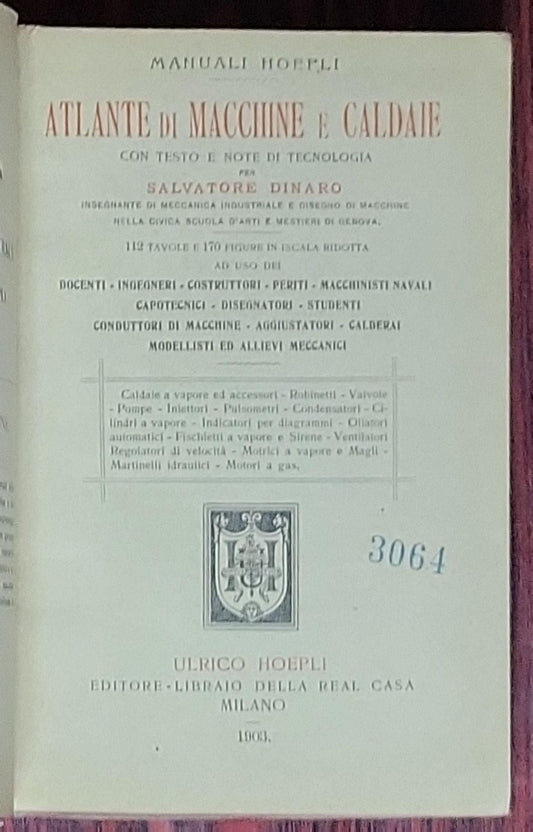 MANUALI HOEPLI
ATLANTE DI MACCHINE E CALDAIE
CON TESTO E NOTE DI TECNOLOGIA
PER
SALVATORE DINARO
INSEGNANTE DI MECCANICA INDUSTRIALE E DISEGNO DI MACCHINE
NELLA CIVICA SCUOLA D'ARTI E MESTIERI DI GENOVA.
112 TAVOLE E 170 FIGURE IN ISCALA RIDOTTA
AD USO DEI
DOCENTI - INGEGNERI - COSTRUTTORI - PERITI - MACCHINISTI NAVALI
CAPOTECNICI - DISEGNATORI - STUDENTI
CONDUTTORI DI MACCHINE - AGGIUSTATORI - CALDERAI
MODELLISTI ED ALLIEVI MECCANICI
Caldaie a vapore ed accessori - Robinetti - Valvole
- Pompe - Iniettori - Pulsometri - Condensatori - Ci-
lindri a vapore - Indicatori per diagrammi - Oliatori
automatici - Fischietti a vapore e Sirene - Ventilatori
Regolatori di velocità - Motrici a vapore e Magli -
Martinelli idraulici - Motori a gas.
H
3064
ULRICO HOEPLI
EDITORE-LIBRAIO DELLA REAL CASA
MILANO
1903.